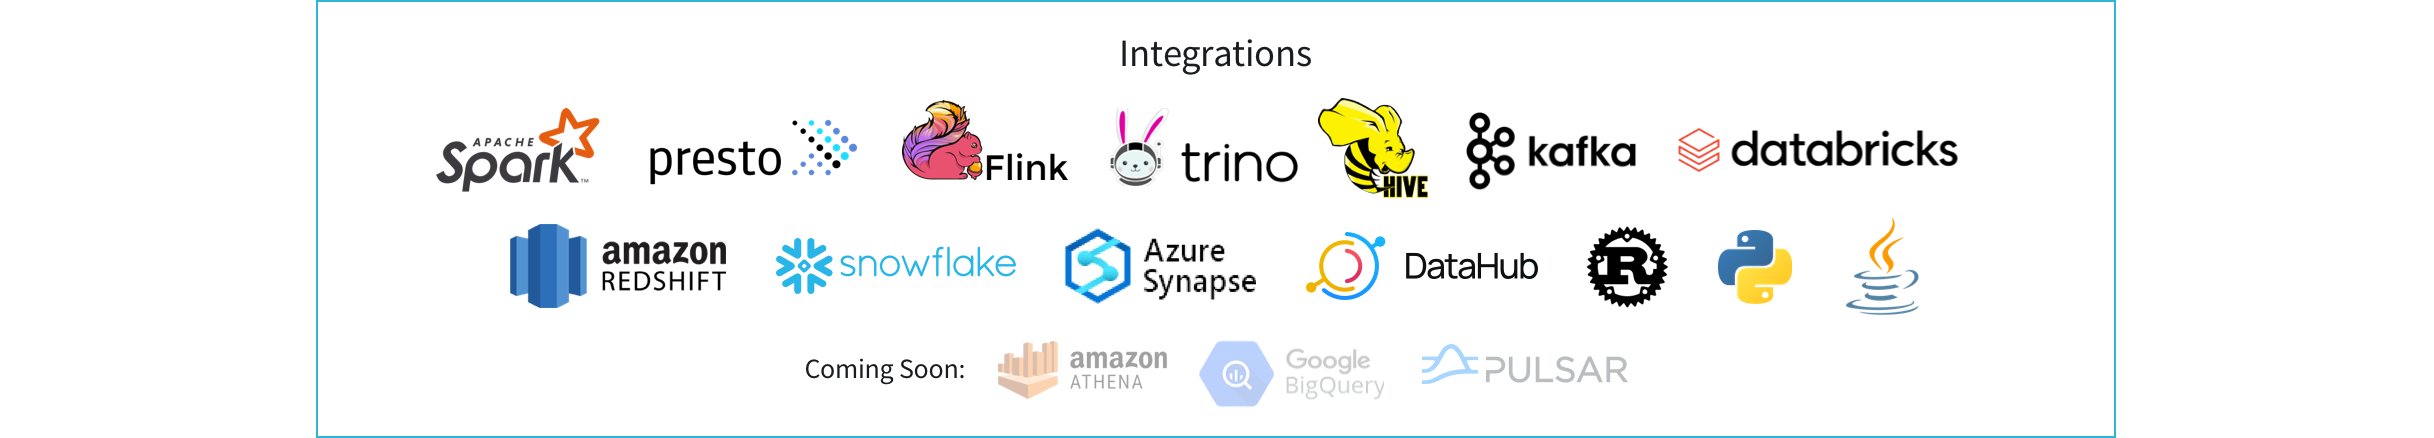 Integrations
APACHE
Spark™
presto
Flink
trino
HIVE
kafka
databricks
amazon
REDSHIFT
snowflake
Azure
Synapse
DataHub
R
Coming Soon:
amazon
ATHENA
Google
BigQuery
PULSAR